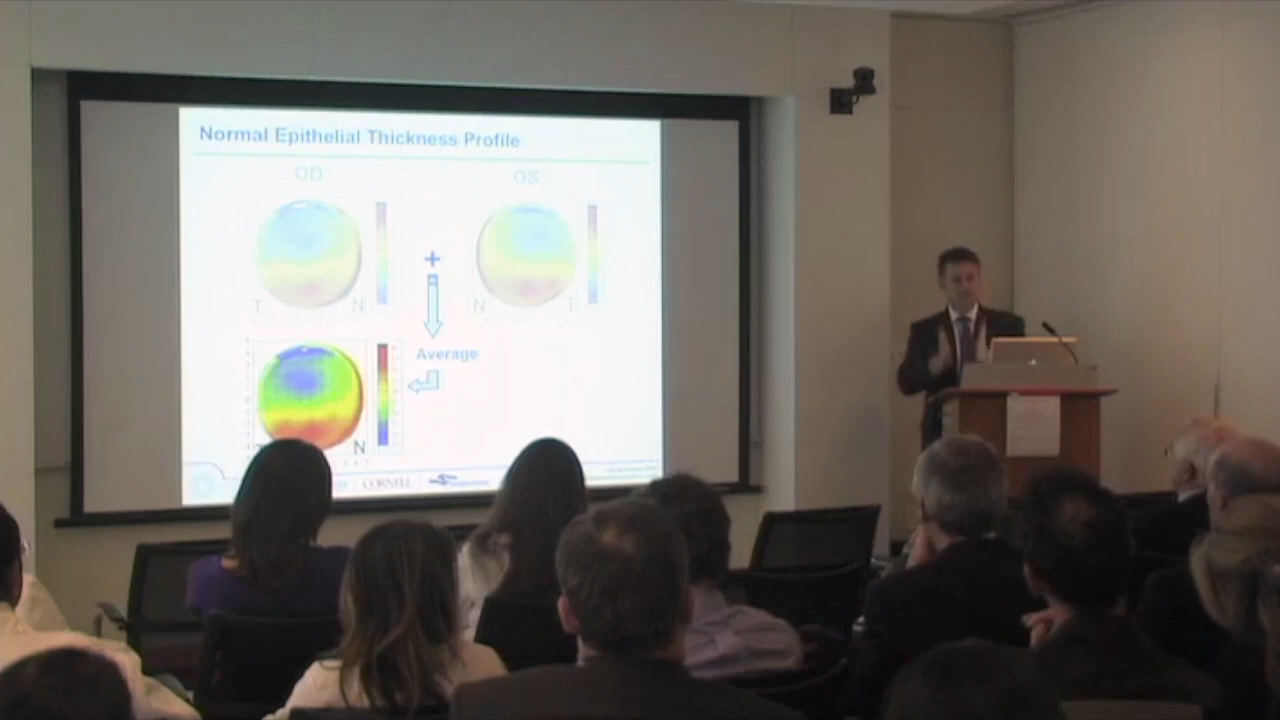 Normal Epithelial Thickness Profile
OD OS
+
=
T N N T
Average
N
CORNELL